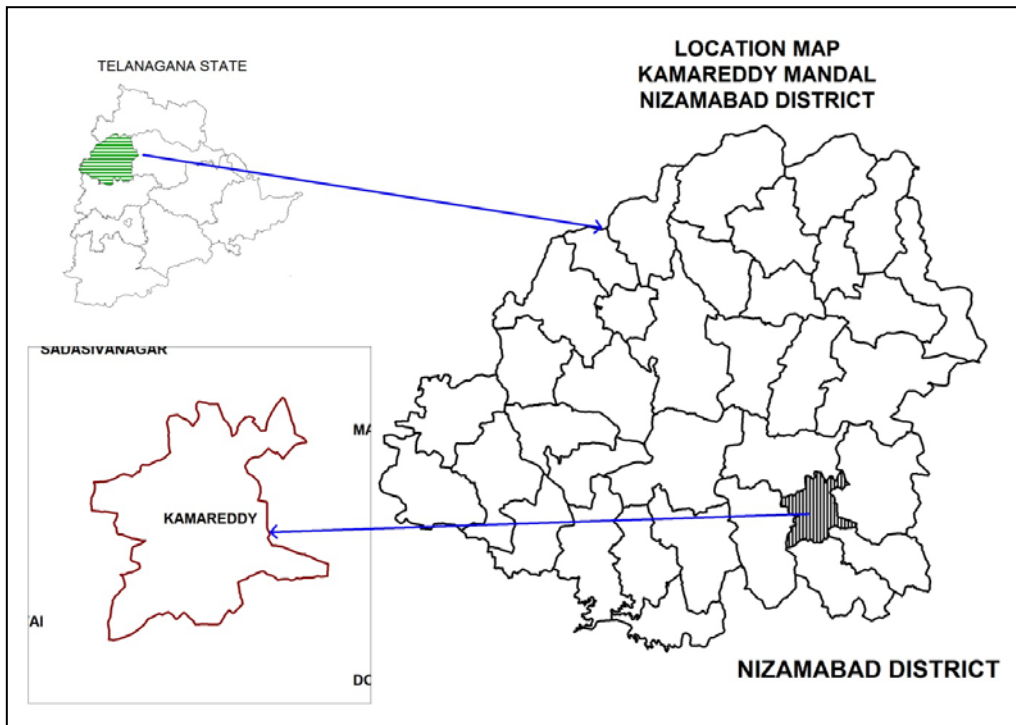 TELANAGANA STATE
LOCATION MAP
KAMAREDDY MANDAL
NIZAMABAD DISTRICT
SADASIVANAGAR
MA
KAMAREDDY
AI
DO
NIZAMABAD DISTRICT